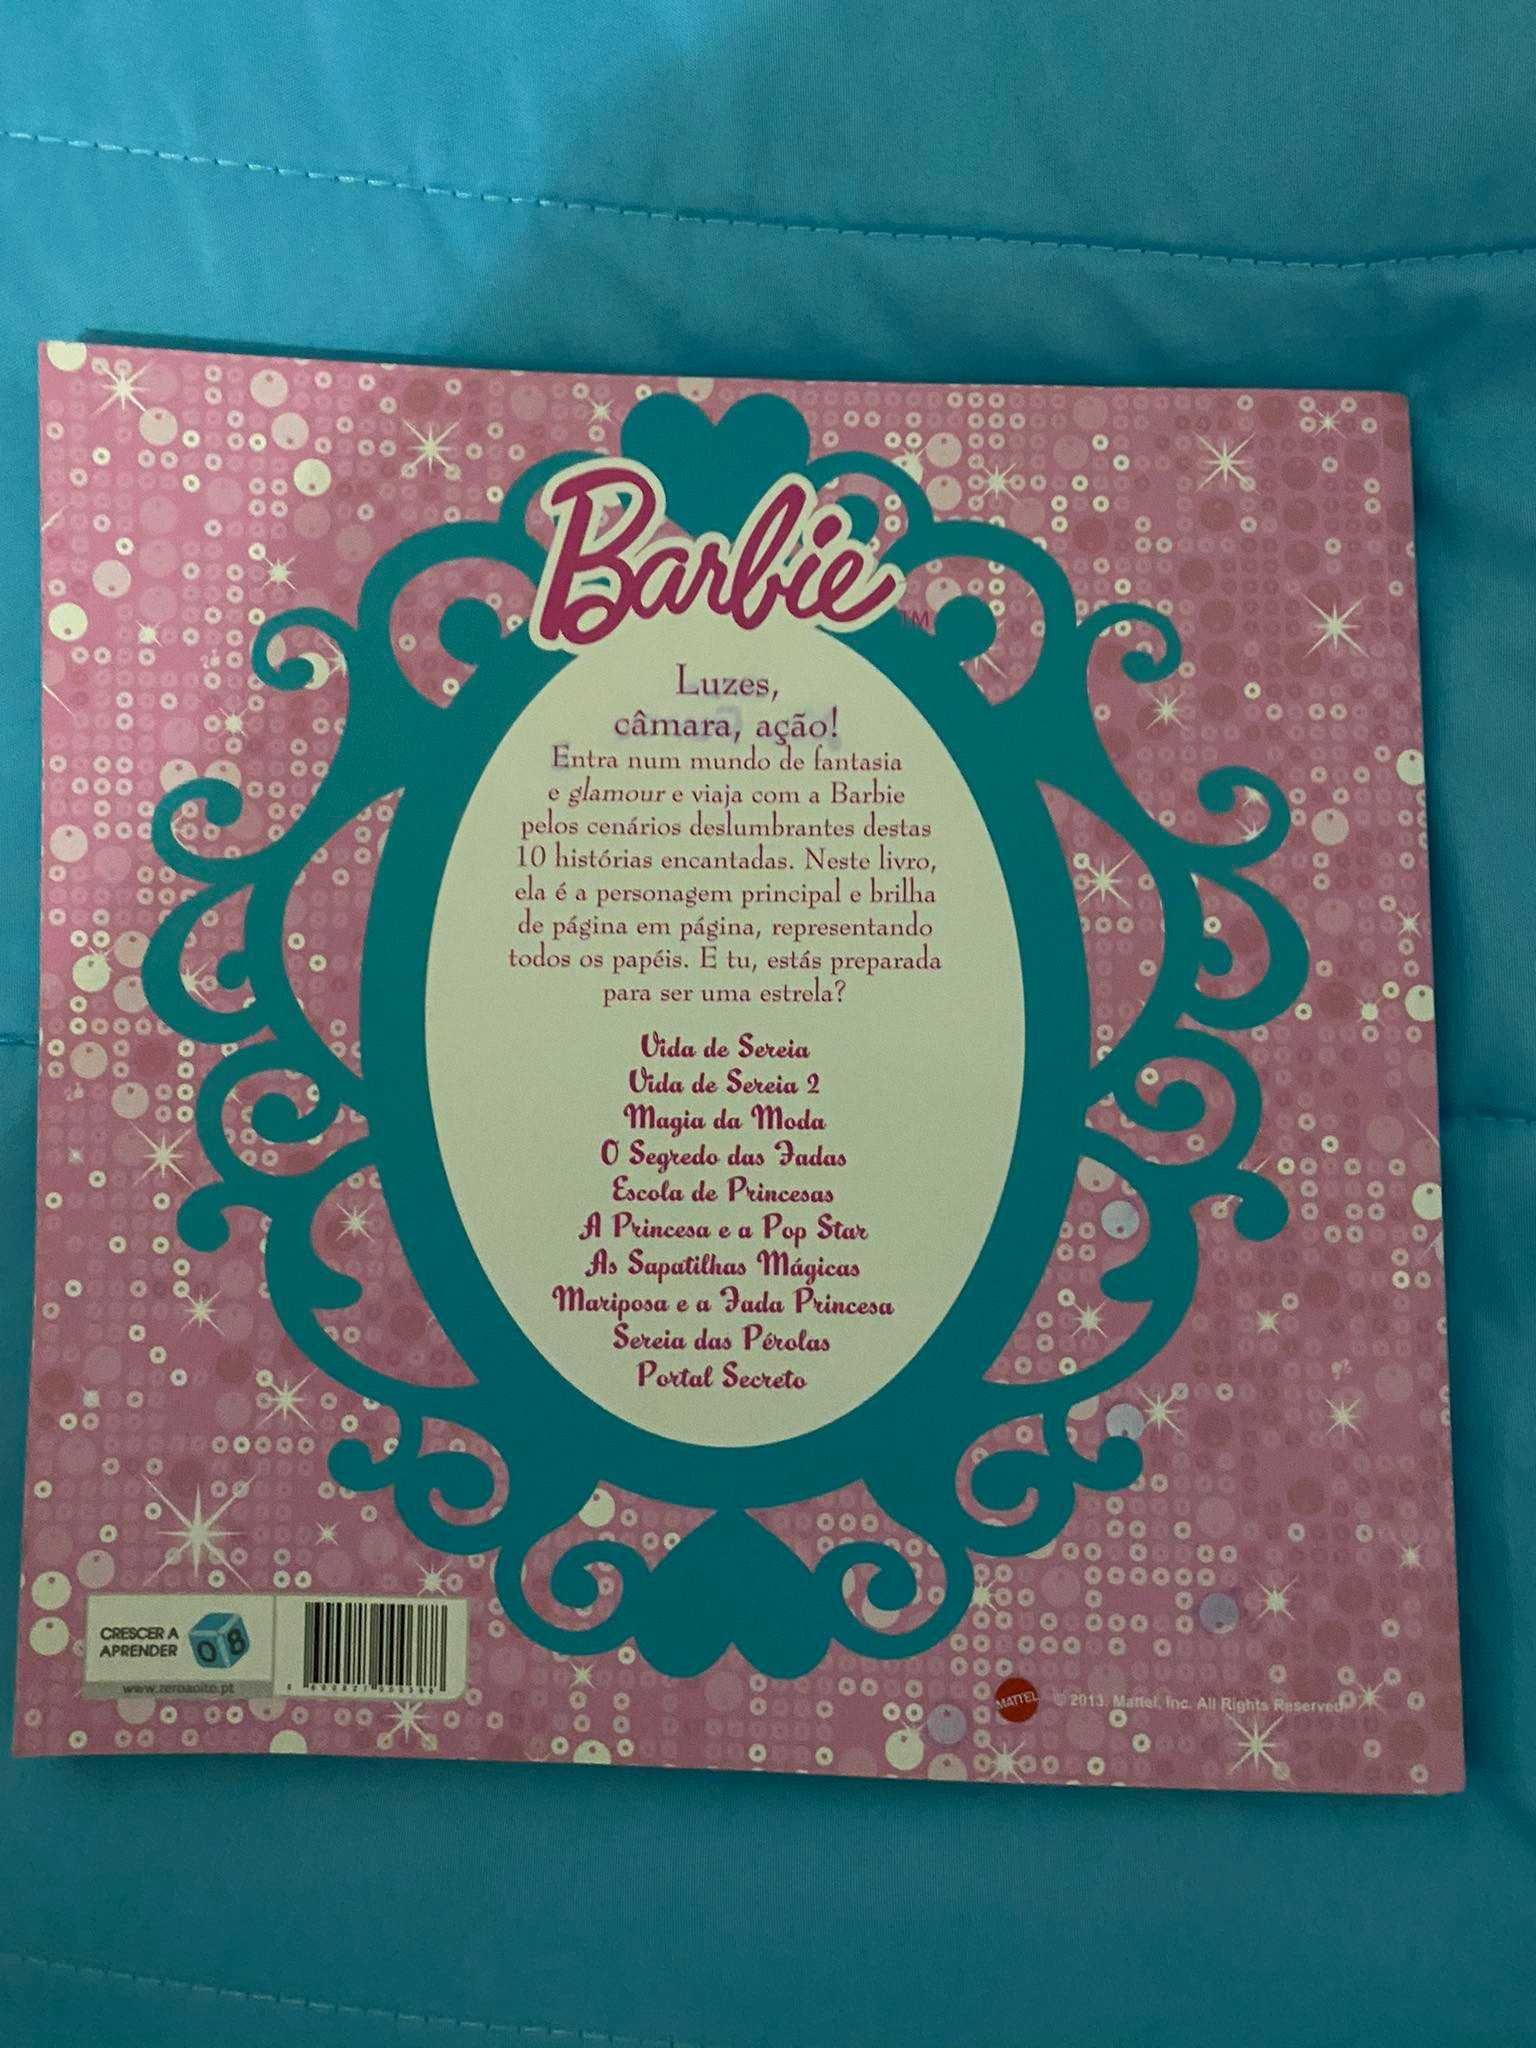 Barbie™
Luzes,
câmara, ação!
Entra num mundo de fantasia
e glamour e viaja com a Barbie
pelos cenários deslumbrantes destas
10 histórias encantadas. Neste livro,
ela é a personagem principal e brilha
de página em página, representando
todos os papéis. E tu, estás preparada
para ser uma estrela?
Vida de Sereia
Vida de Sereia 2
Magia da Moda
O Segredo das Fadas
Escola de Princesas
A Princesa e a Pop Star
As Sapatilhas Mágicas
Mariposa e a Fada Princesa
Sereia das Pérolas
Portal Secreto
CRESCER A
APRENDER
08
www.zeroaoito.pt
MATTEL
© 2013, Mattel, Inc. All Rights Reserved